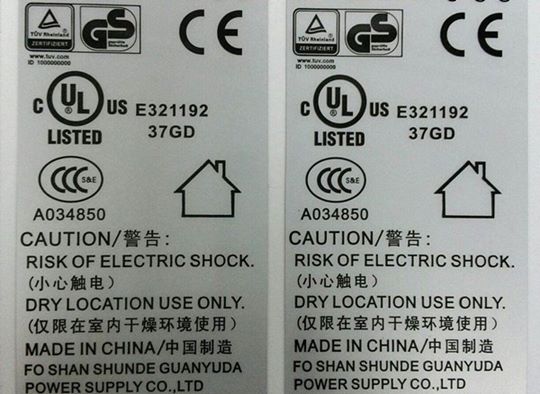 TÜV Rheinland
ZERTIFIZIERT
GS
geprüfte
Sicherheit
CE
www.tuv.com
ID 1000000000
C UL US E321192
LISTED 37GD
CCC S&E
A034850
CAUTION/警告:
RISK OF ELECTRIC SHOCK.
(小心触电)
DRY LOCATION USE ONLY.
(仅限在室内干燥环境使用)
MADE IN CHINA/中国制造
FO SHAN SHUNDE GUANYUDA
POWER SUPPLY CO.,LTD
TÜV Rheinland
ZERTIFIZIERT
GS
geprüfte
Sicherheit
CE
www.tuv.com
ID 1000000000
C UL US E321192
LISTED 37GD
CCC S&E
A034850
CAUTION/警告:
RISK OF ELECTRIC SHOCK.
(小心触电)
DRY LOCATION USE ONLY.
(仅限在室内干燥环境使用)
MADE IN CHINA/中国制造
FO SHAN SHUNDE GUANYUDA
POWER SUPPLY CO.,LTD